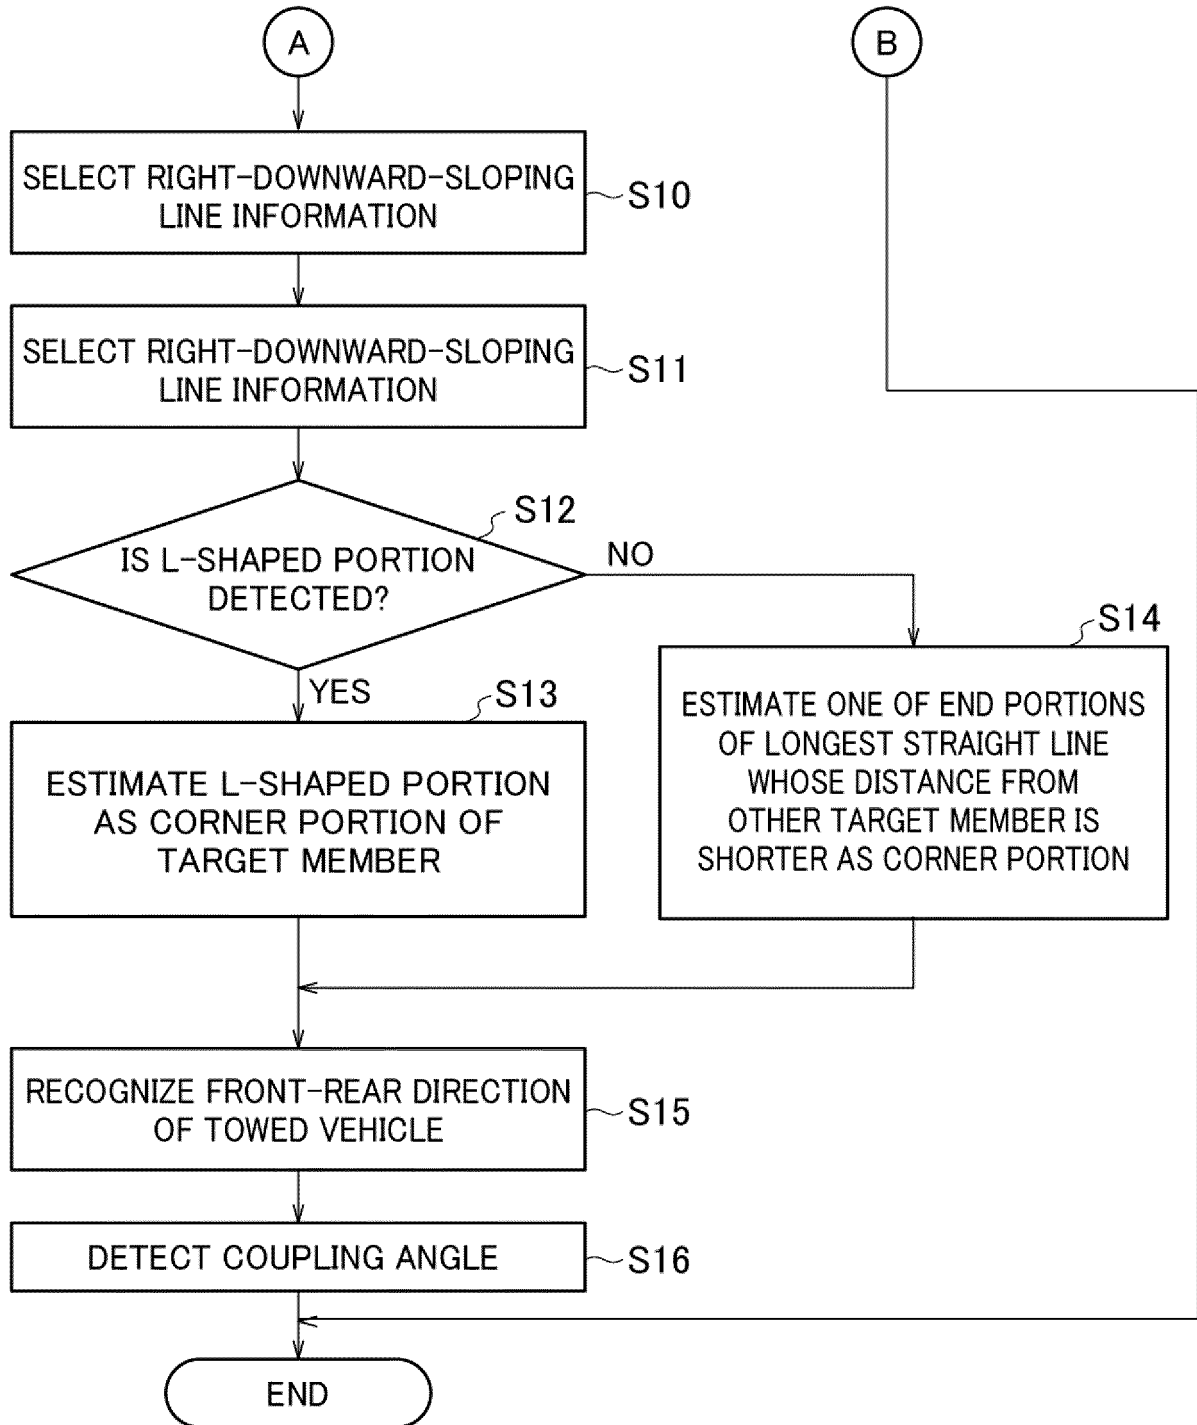 A
B
SELECT RIGHT-DOWNWARD-SLOPING
LINE INFORMATION
S10
SELECT RIGHT-DOWNWARD-SLOPING
LINE INFORMATION
S11
S12
IS L-SHAPED PORTION
DETECTED?
NO
YES
S13
ESTIMATE L-SHAPED PORTION
AS CORNER PORTION OF
TARGET MEMBER
S14
ESTIMATE ONE OF END PORTIONS
OF LONGEST STRAIGHT LINE
WHOSE DISTANCE FROM
OTHER TARGET MEMBER IS
SHORTER AS CORNER PORTION
RECOGNIZE FRONT-REAR DIRECTION
OF TOWED VEHICLE
S15
DETECT COUPLING ANGLE
S16
END